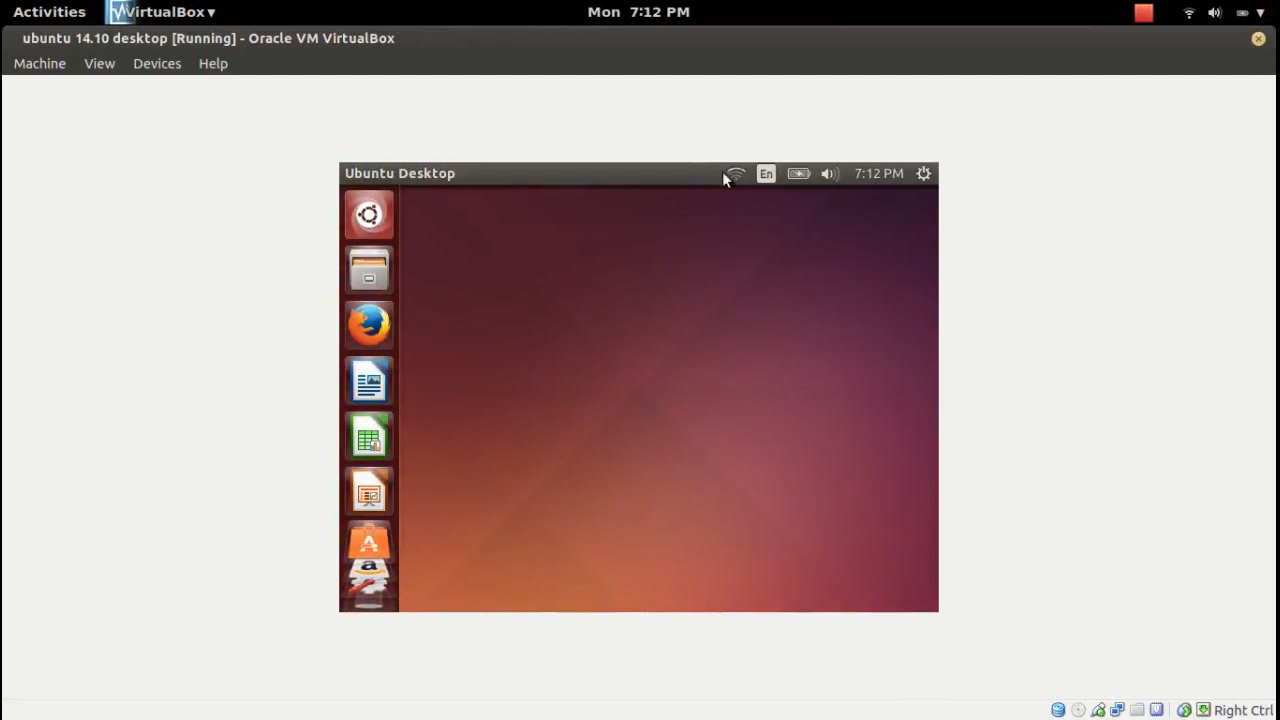 Activities VirtualBox Mon 7:12 PM
ubuntu 14.10 desktop [Running] - Oracle VM VirtualBox
Machine View Devices Help
Ubuntu Desktop En 7:12 PM
A
a
Right Ctrl